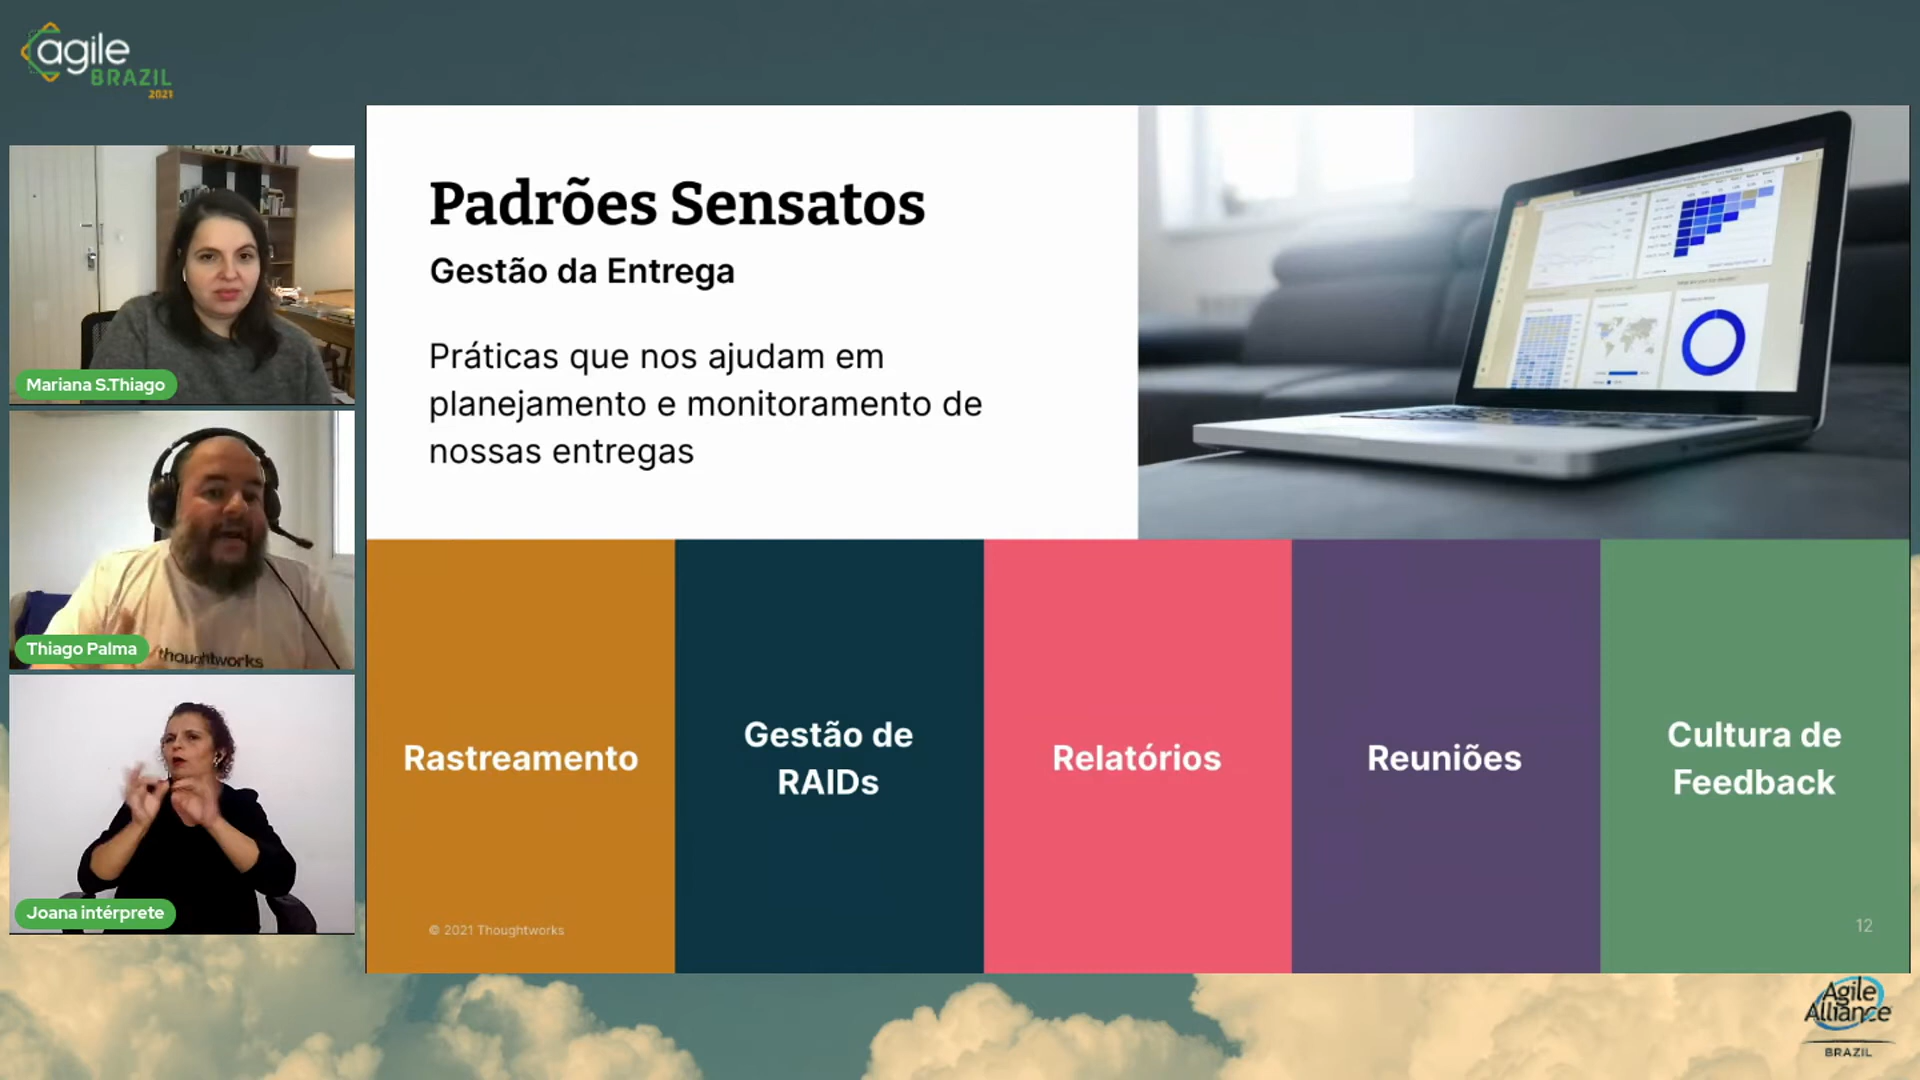 agile
BRAZIL
2021
Mariana S.Thiago
Thiago Palma
thoughtworks
Joana intérprete
Padrões Sensatos
Gestão da Entrega
Práticas que nos ajudam em
planejamento e monitoramento de
nossas entregas
Rastreamento
Gestão de
RAIDs
Relatórios
Reuniões
Cultura de
Feedback
© 2021 Thoughtworks
12
Agile
Alliance
BRAZIL